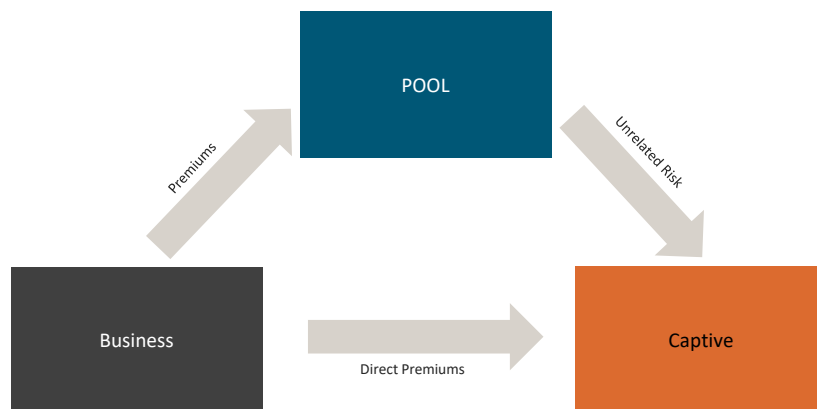 POOL
Premiums
Unrelated Risk
Business
Direct Premiums
Captive